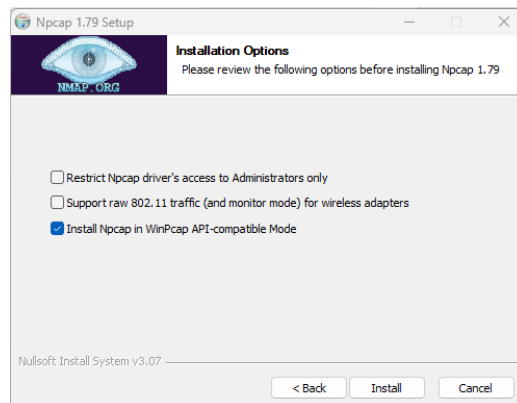 Npcap 1.79 Setup
Installation Options
Please review the following options before installing Npcap 1.79
NMAP.ORG
Restrict Npcap driver's access to Administrators only
Support raw 802.11 traffic (and monitor mode) for wireless adapters
Install Npcap in WinPcap API-compatible Mode
Nullsoft Install System v3.07
< Back
Install
Cancel